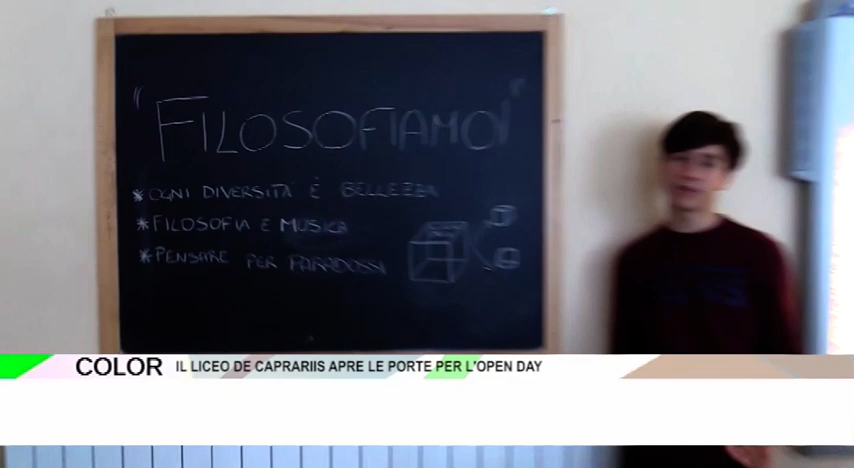 "FILOSOFIAMO"
*OGNI DIVERSITÀ È BELLEZZA
*FILOSOFIA E MUSICA
*PENSARE PER PARADOSSI
COLOR IL LICEO DE CAPRARIIS APRE LE PORTE PER L'OPEN DAY